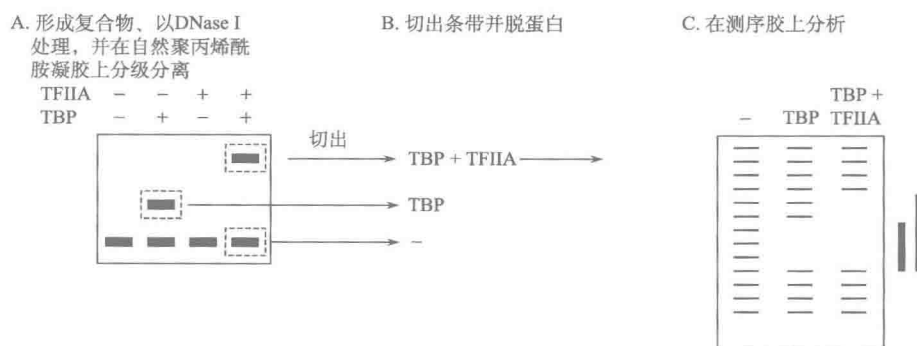 A. 形成复合物、以DNase I
处理，并在自然聚丙烯酰
胺凝胶上分级分离
TFIIA − − + +
TBP − + − +
B. 切出条带并脱蛋白
切出
TBP + TFIIA
TBP
−
C. 在测序胶上分析
TBP +
− TBP TFIIA